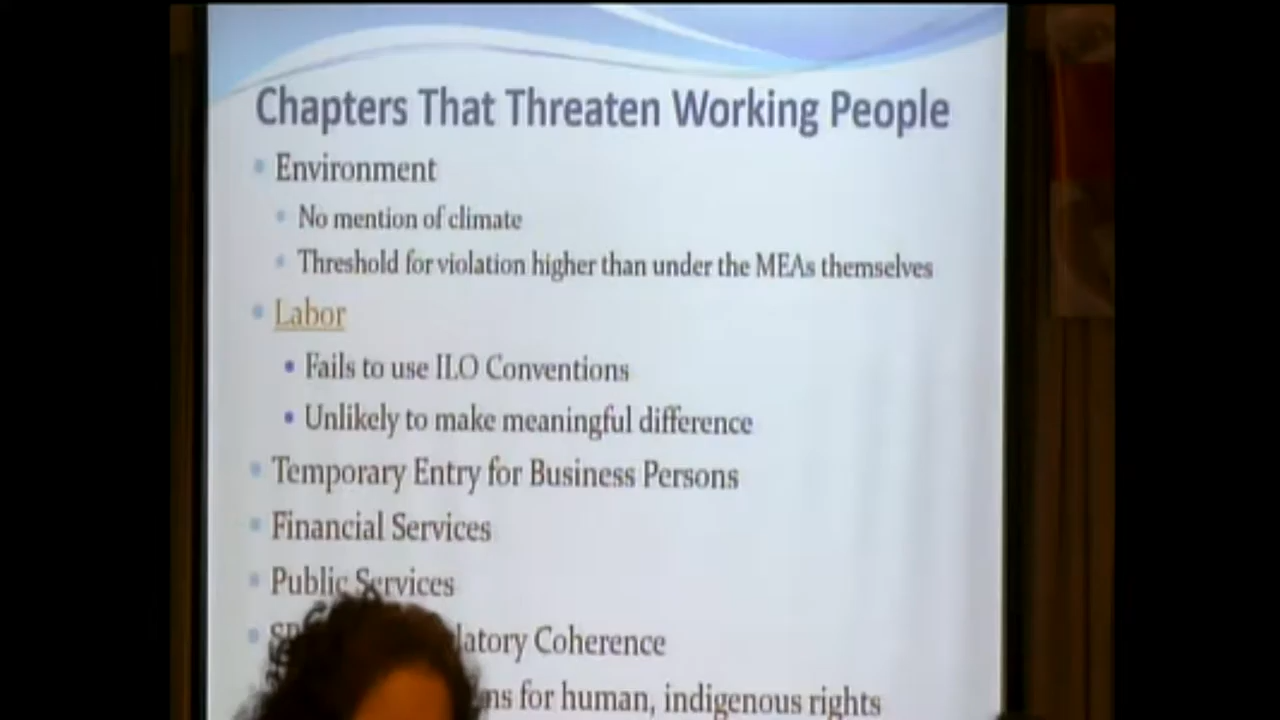 Chapters That Threaten Working People
Environment
No mention of climate
Threshold for violation higher than under the MEAs themselves
Labor
Fails to use ILO Conventions
Unlikely to make meaningful difference
Temporary Entry for Business Persons
Financial Services
Public Services
Coherence
for human, indigenous rights